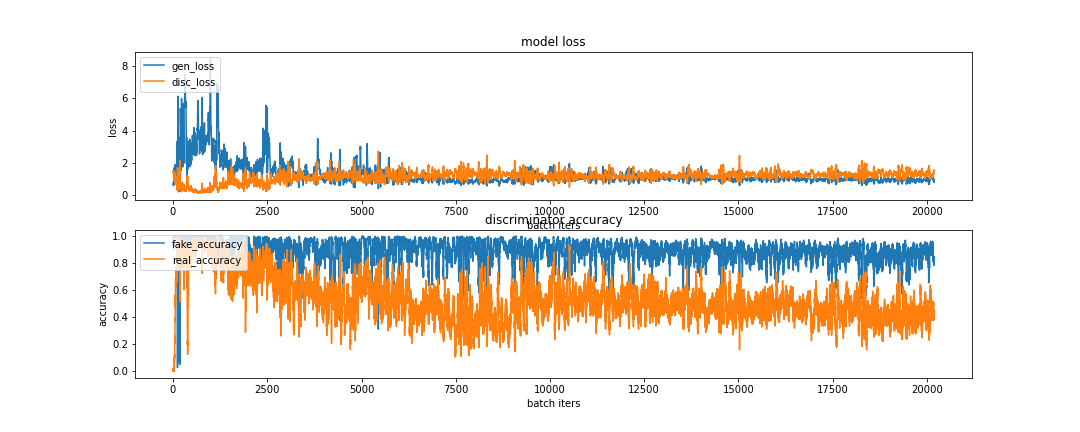 model loss
gen_loss
disc_loss
8
6
4
2
0
loss
0 2500 5000 7500 10000 12500 15000 17500 20000
batch iters
discriminator accuracy
fake_accuracy
real_accuracy
1.0
0.8
0.6
0.4
0.2
0.0
accuracy
0 2500 5000 7500 10000 12500 15000 17500 20000
batch iters